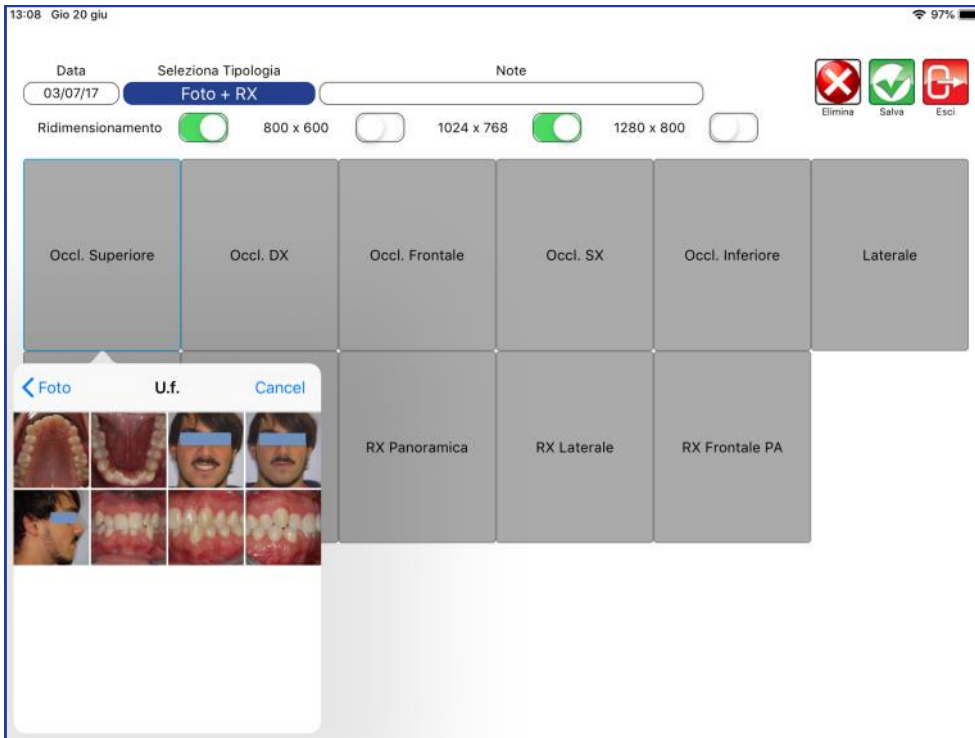 13:08 Gio 20 giu 97%
Data Seleziona Tipologia Note
03/07/17 Foto + RX
Elimina Salva Esci
Ridimensionamento 800 x 600 1024 x 768 1280 x 800
Occl. Superiore Occl. DX Occl. Frontale Occl. SX Occl. Inferiore Laterale
Foto U.f. Cancel
RX Panoramica RX Laterale RX Frontale PA